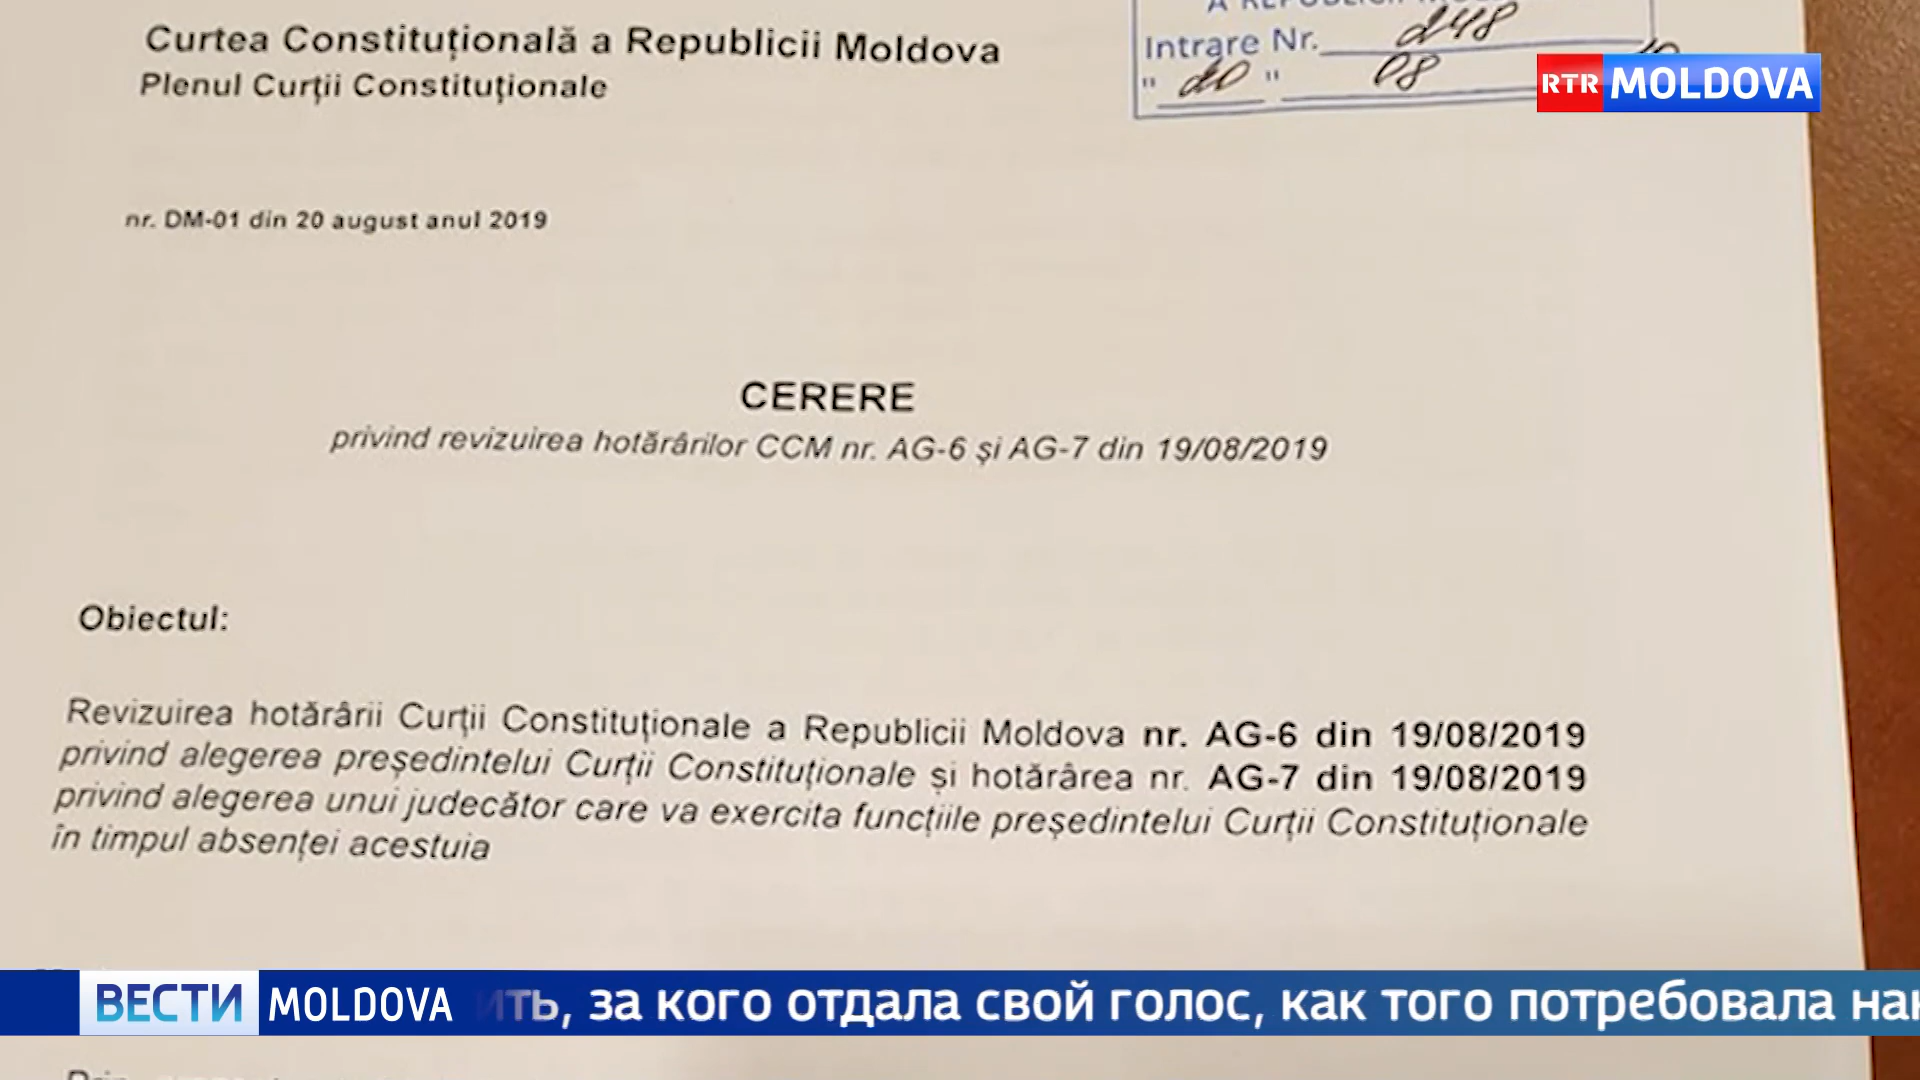 Curtea Constituțională a Republicii Moldova
Plenul Curții Constituționale
Intrare Nr. 248
" 20 " 08
RTR MOLDOVA
nr. DM-01 din 20 august anul 2019
CERERE
privind revizuirea hotărârilor CCM nr. AG-6 și AG-7 din 19/08/2019
Obiectul:
Revizuirea hotărârii Curții Constituționale a Republicii Moldova nr. AG-6 din 19/08/2019
privind alegerea președintelui Curții Constituționale și hotărârea nr. AG-7 din 19/08/2019
privind alegerea unui judecător care va exercita funcțiile președintelui Curții Constituționale
în timpul absenței acestuia
ВЕСТИ MOLDOVA , за кого отдала свой голос, как того потребовала